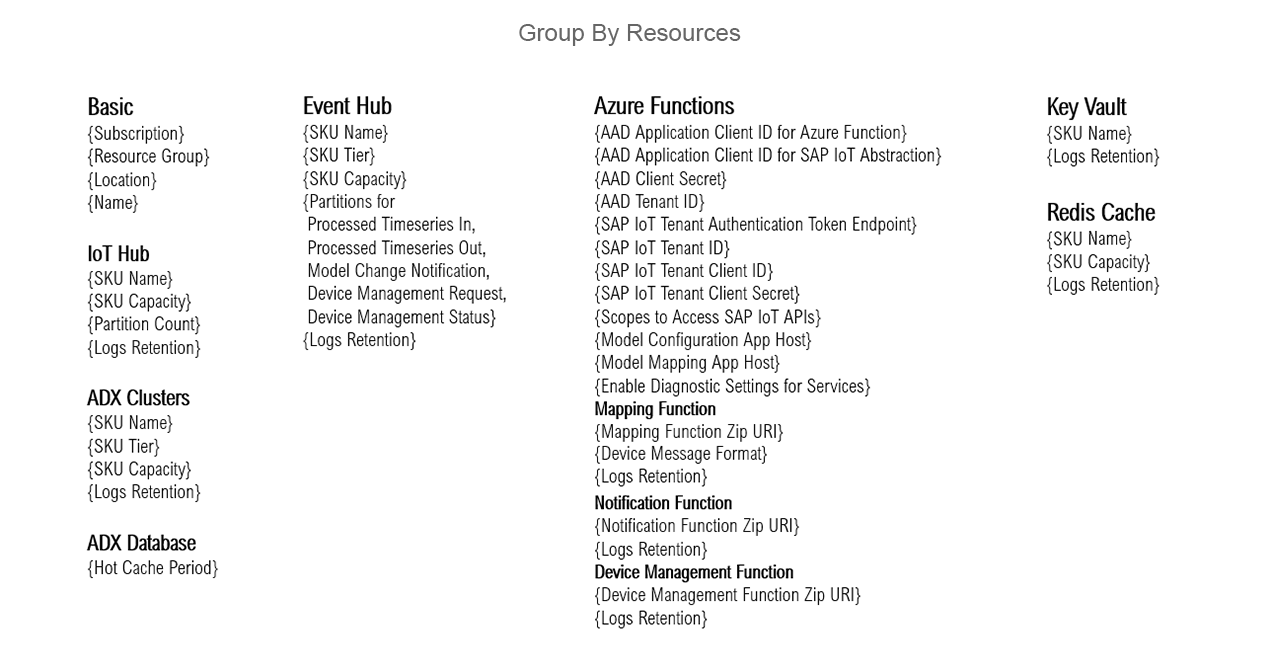 Group By Resources
Basic
{Subscription}
{Resource Group}
{Location}
{Name}
IoT Hub
{SKU Name}
{SKU Capacity}
{Partition Count}
{Logs Retention}
ADX Clusters
{SKU Name}
{SKU Tier}
{SKU Capacity}
{Logs Retention}
ADX Database
{Hot Cache Period}
Event Hub
{SKU Name}
{SKU Tier}
{SKU Capacity}
{Partitions for
Processed Timeseries In,
Processed Timeseries Out,
Model Change Notification,
Device Management Request,
Device Management Status}
{Logs Retention}
Azure Functions
{AAD Application Client ID for Azure Function}
{AAD Application Client ID for SAP IoT Abstraction}
{AAD Client Secret}
{AAD Tenant ID}
{SAP IoT Tenant Authentication Token Endpoint}
{SAP IoT Tenant ID}
{SAP IoT Tenant Client ID}
{SAP IoT Tenant Client Secret}
{Scopes to Access SAP IoT APIs}
{Model Configuration App Host}
{Model Mapping App Host}
{Enable Diagnostic Settings for Services}
Mapping Function
{Mapping Function Zip URI}
{Device Message Format}
{Logs Retention}
Notification Function
{Notification Function Zip URI}
{Logs Retention}
Device Management Function
{Device Management Function Zip URI}
{Logs Retention}
Key Vault
{SKU Name}
{Logs Retention}
Redis Cache
{SKU Name}
{SKU Capacity}
{Logs Retention}